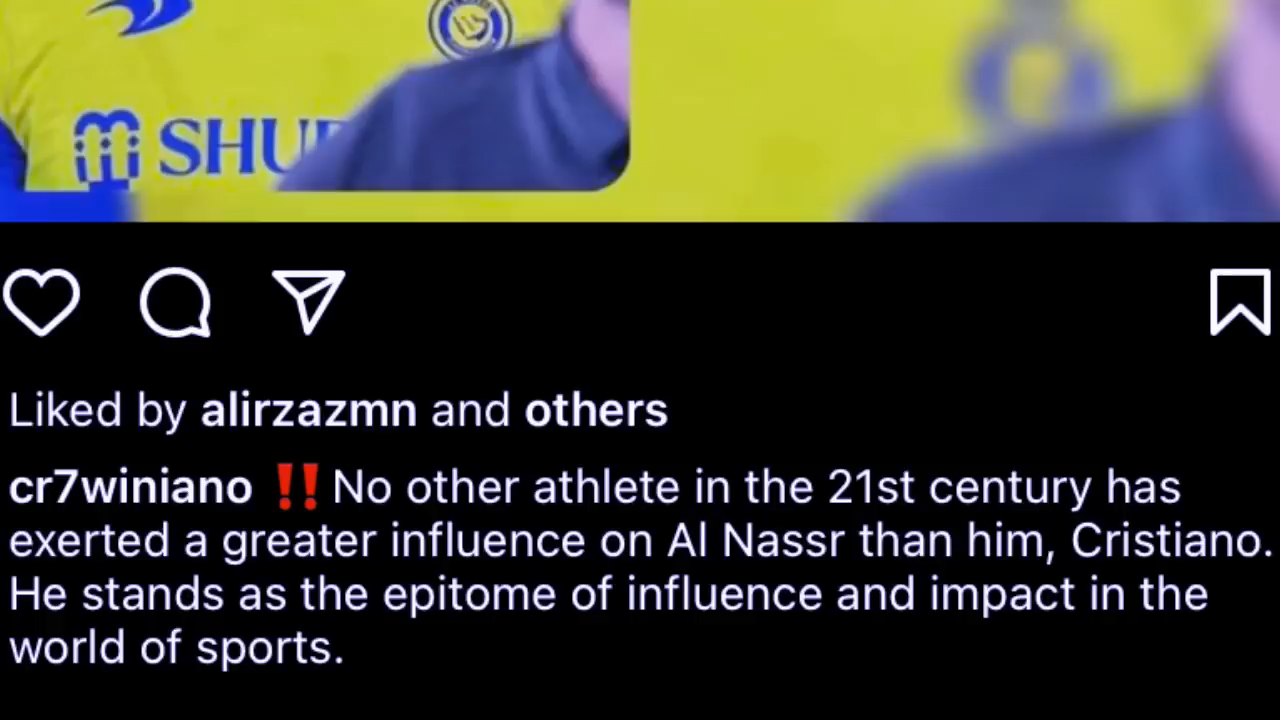 Liked by alirzazmn and others
cr7winiano ‼️ No other athlete in the 21st century has
exerted a greater influence on Al Nassr than him, Cristiano.
He stands as the epitome of influence and impact in the
world of sports.